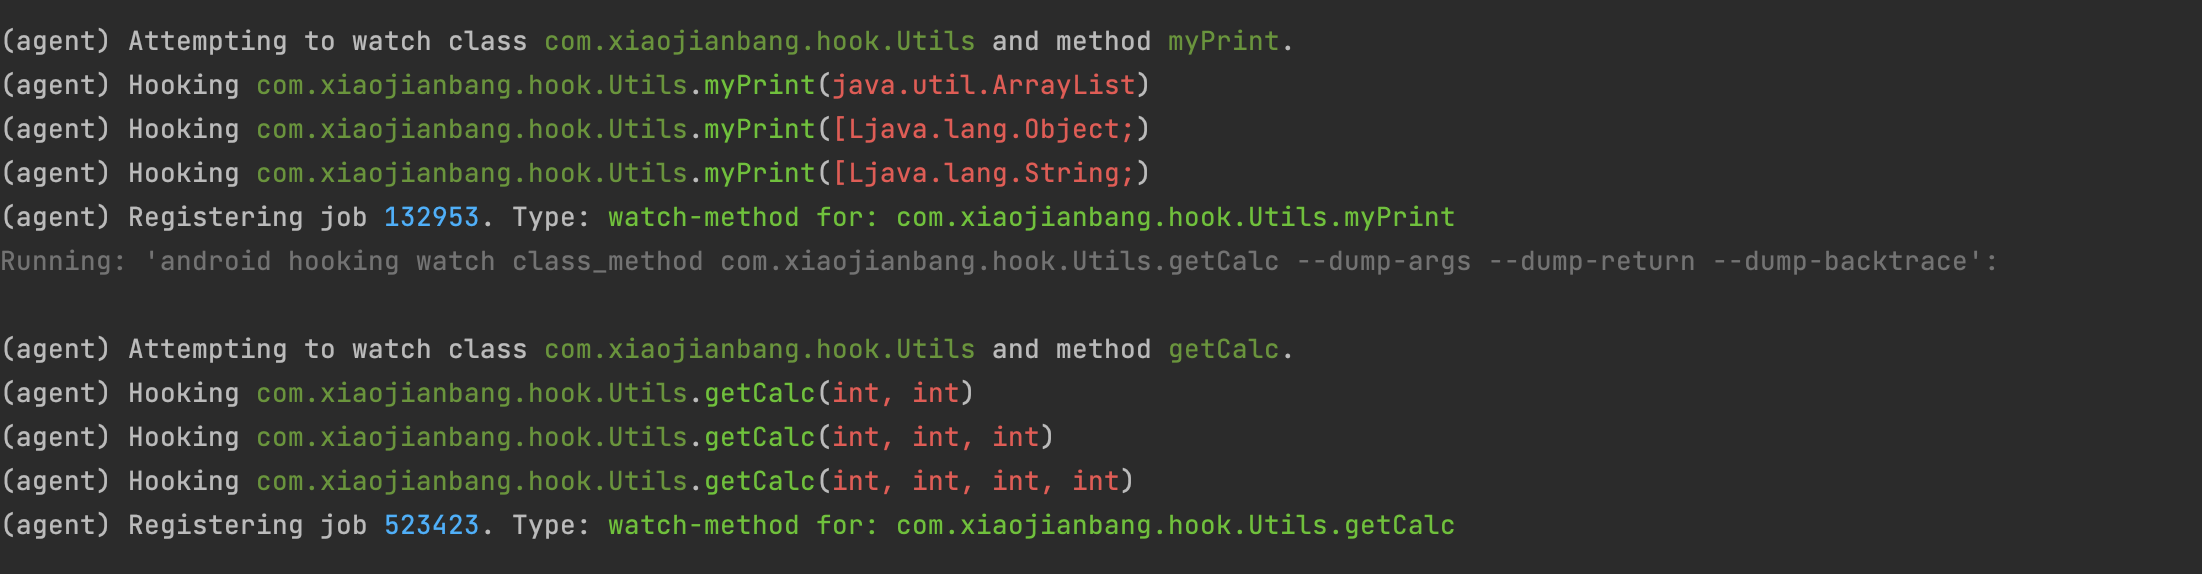 (agent) Attempting to watch class com.xiaojianbang.hook.Utils and method myPrint.
(agent) Hooking com.xiaojianbang.hook.Utils.myPrint(java.util.ArrayList)
(agent) Hooking com.xiaojianbang.hook.Utils.myPrint([Ljava.lang.Object;)
(agent) Hooking com.xiaojianbang.hook.Utils.myPrint([Ljava.lang.String;)
(agent) Registering job 132953. Type: watch-method for: com.xiaojianbang.hook.Utils.myPrint
Running: 'android hooking watch class_method com.xiaojianbang.hook.Utils.getCalc --dump-args --dump-return --dump-backtrace':
(agent) Attempting to watch class com.xiaojianbang.hook.Utils and method getCalc.
(agent) Hooking com.xiaojianbang.hook.Utils.getCalc(int, int)
(agent) Hooking com.xiaojianbang.hook.Utils.getCalc(int, int, int)
(agent) Hooking com.xiaojianbang.hook.Utils.getCalc(int, int, int, int)
(agent) Registering job 523423. Type: watch-method for: com.xiaojianbang.hook.Utils.getCalc